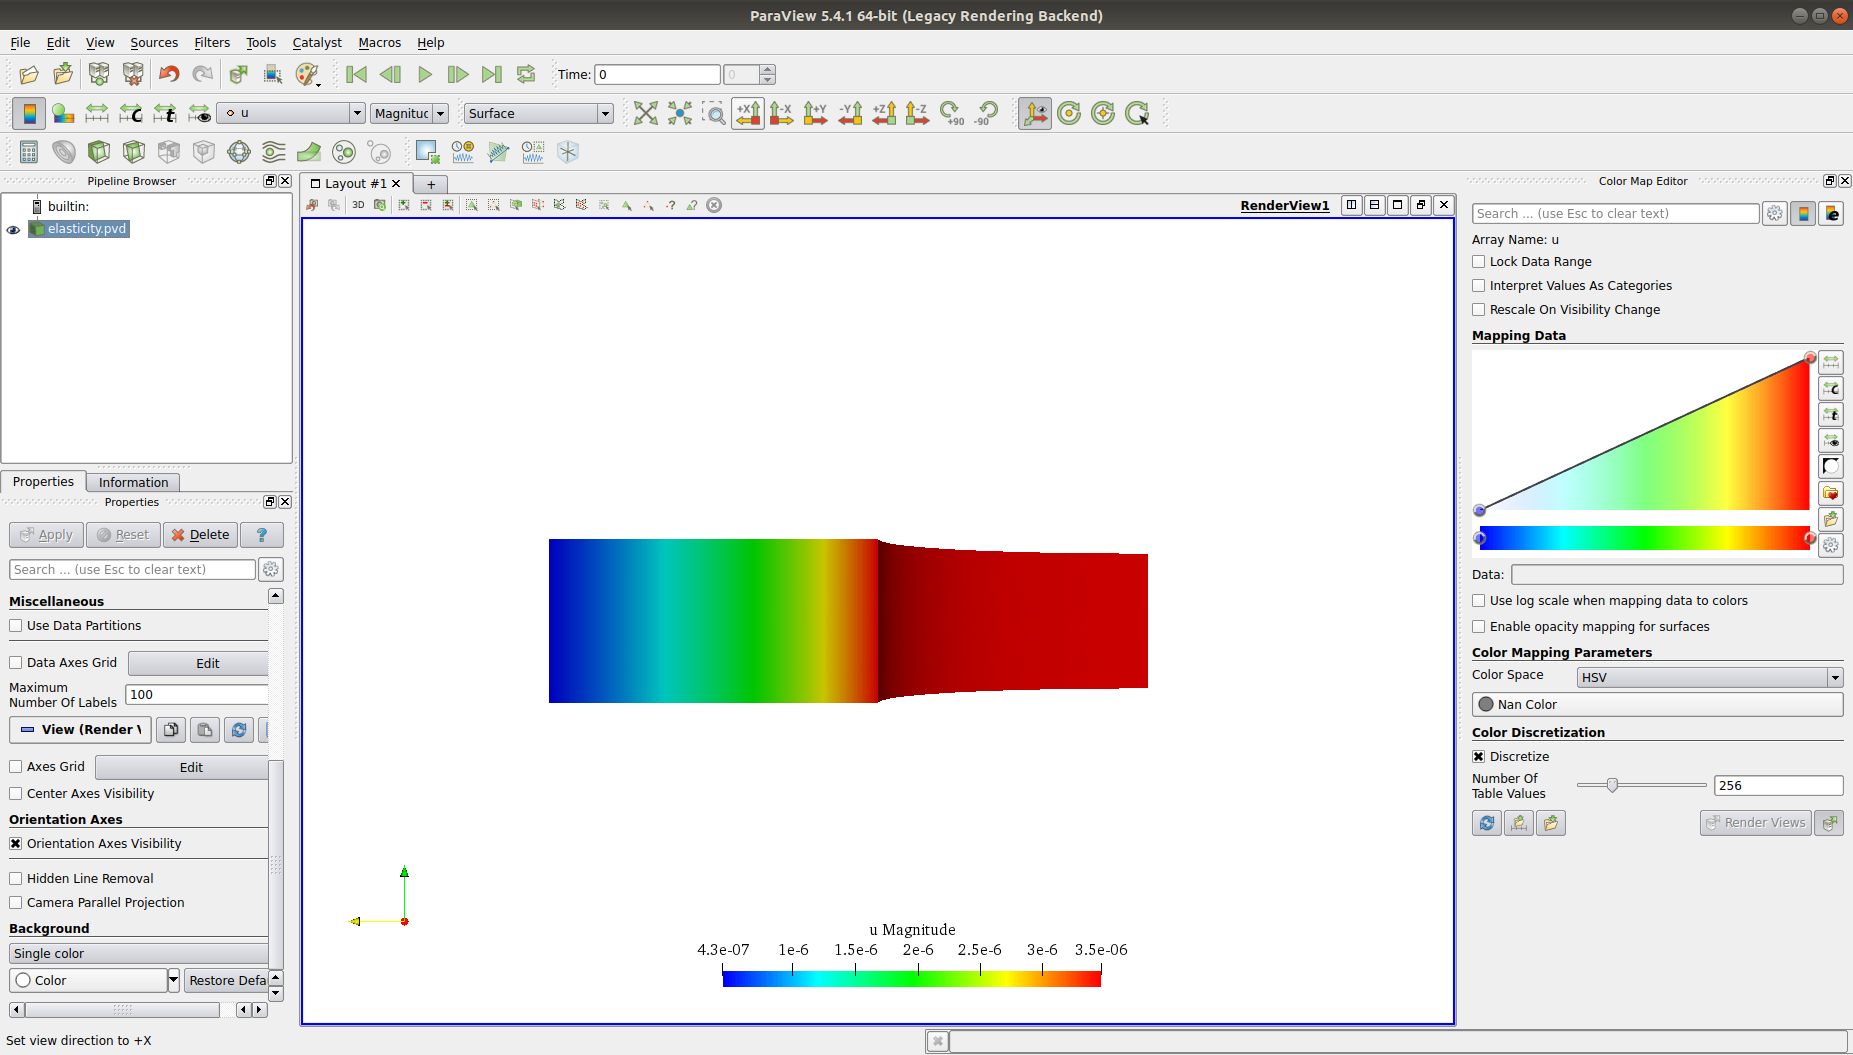 ParaView 5.4.1 64-bit (Legacy Rendering Backend)
File Edit View Sources Filters Tools Catalyst Macros Help
Time: 0 0
u Magnituc Surface +X -X +Y -Y +Z -Z +90 -90
Pipeline Browser
builtin:
elasticity.pvd
Properties Information
Properties
Apply Reset Delete ?
Search ... (use Esc to clear text)
Miscellaneous
Use Data Partitions
Data Axes Grid Edit
Maximum
Number Of Labels 100
View (Render V
Axes Grid Edit
Center Axes Visibility
Orientation Axes
Orientation Axes Visibility
Hidden Line Removal
Camera Parallel Projection
Background
Single color
Color Restore Defa
Set view direction to +X
Layout #1 +
3D RenderView1
u Magnitude
4.3e-07 1e-6 1.5e-6 2e-6 2.5e-6 3e-6 3.5e-06
Color Map Editor
Search ... (use Esc to clear text)
Array Name: u
Lock Data Range
Interpret Values As Categories
Rescale On Visibility Change
Mapping Data
Data:
Use log scale when mapping data to colors
Enable opacity mapping for surfaces
Color Mapping Parameters
Color Space HSV
Nan Color
Color Discretization
Discretize
Number Of
Table Values 256
Render Views